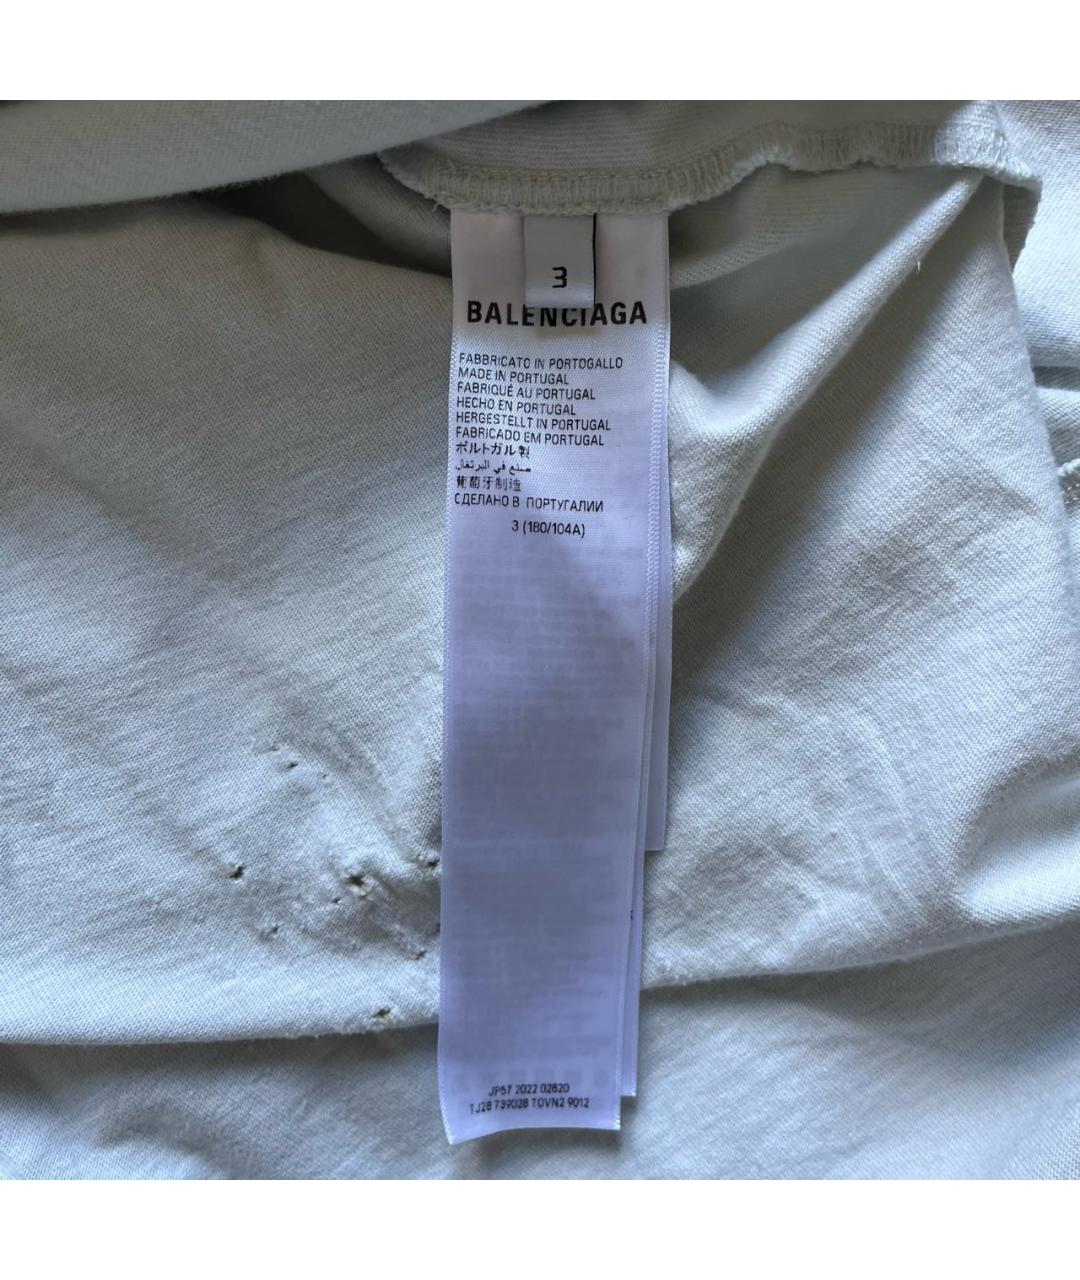 3
BALENCIAGA
FABBRICATO IN PORTOGALLO
MADE IN PORTUGAL
FABRIQUÉ AU PORTUGAL
HECHO EN PORTUGAL
HERGESTELLT IN PORTUGAL
FABRICADO EM PORTUGAL
ポルトガル製
صنع في البرتغال
葡萄牙制造
СДЕЛАНО В ПОРТУГАЛИИ
3 (180/104A)
JP57 2022 02820
TJ28 739028 TOVN2 9012